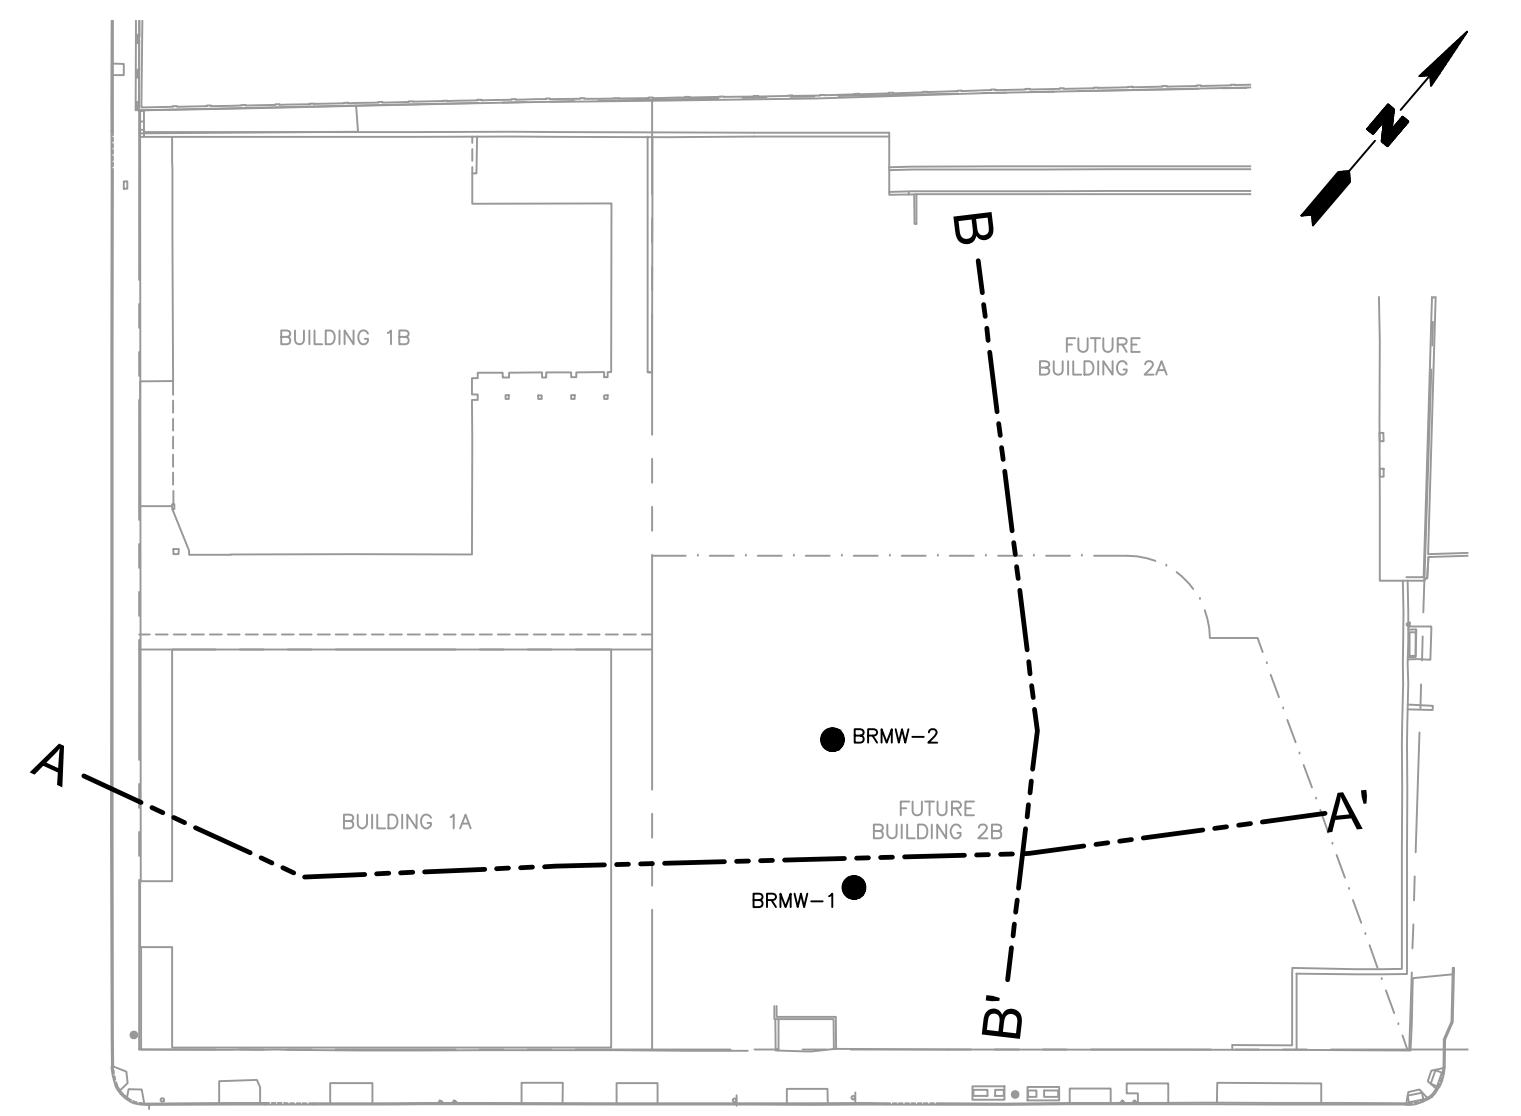 N
B
BUILDING 1B
FUTURE
BUILDING 2A
BRMW-2
A
A'
FUTURE
BUILDING 2B
BUILDING 1A
BRMW-1
B'